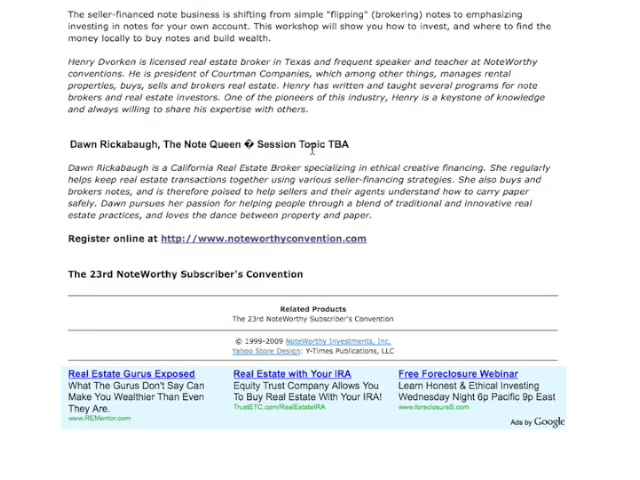 The seller-financed note business is shifting from simple "flipping" (brokering) notes to emphasizing
investing in notes for your own account. This workshop will show you how to invest, and where to find the
money locally to buy notes and build wealth.
Henry Dvorken is licensed real estate broker in Texas and frequent speaker and teacher at NoteWorthy
conventions. He is president of Courtman Companies, which among other things, manages rental
properties, buys, sells and brokers real estate. Henry has written and taught several programs for note
brokers and real estate investors. One of the pioneers of this industry, Henry is a keystone of knowledge
and always willing to share his expertise with others.
Dawn Rickabaugh, The Note Queen � Session Topic TBA
Dawn Rickabaugh is a California Real Estate Broker specializing in ethical creative financing. She regularly
helps keep real estate transactions together using various seller-financing strategies. She also buys and
brokers notes, and is therefore poised to help sellers and their agents understand how to carry paper
safely. Dawn pursues her passion for helping people through a blend of traditional and innovative real
estate practices, and loves the dance between property and paper.
Register online at http://www.noteworthyconvention.com
The 23rd NoteWorthy Subscriber's Convention
Related Products
The 23rd NoteWorthy Subscriber's Convention
© 1999-2009 NoteWorthy Investments, Inc.
Yahoo Store Design: Y-Times Publications, LLC
Real Estate Gurus Exposed
What The Gurus Don't Say Can
Make You Wealthier Than Even
They Are.
www.REMentor.com
Real Estate with Your IRA
Equity Trust Company Allows You
To Buy Real Estate With Your IRA!
TrustETC.com/RealEstateIRA
Free Foreclosure Webinar
Learn Honest & Ethical Investing
Wednesday Night 6p Pacific 9p East
www.foreclosureS.com
Ads by Google